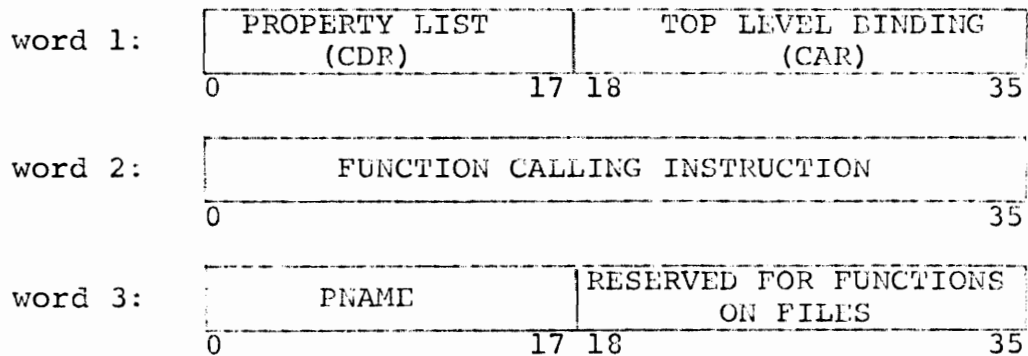 PROPERTY LIST TOP LEVEL BINDING
word 1: (CDR) (CAR)
0 17 18 35
word 2: FUNCTION CALLING INSTRUCTION
0 35
RESERVED FOR FUNCTIONS
word 3: PNAME ON FILES
0 17 18 35